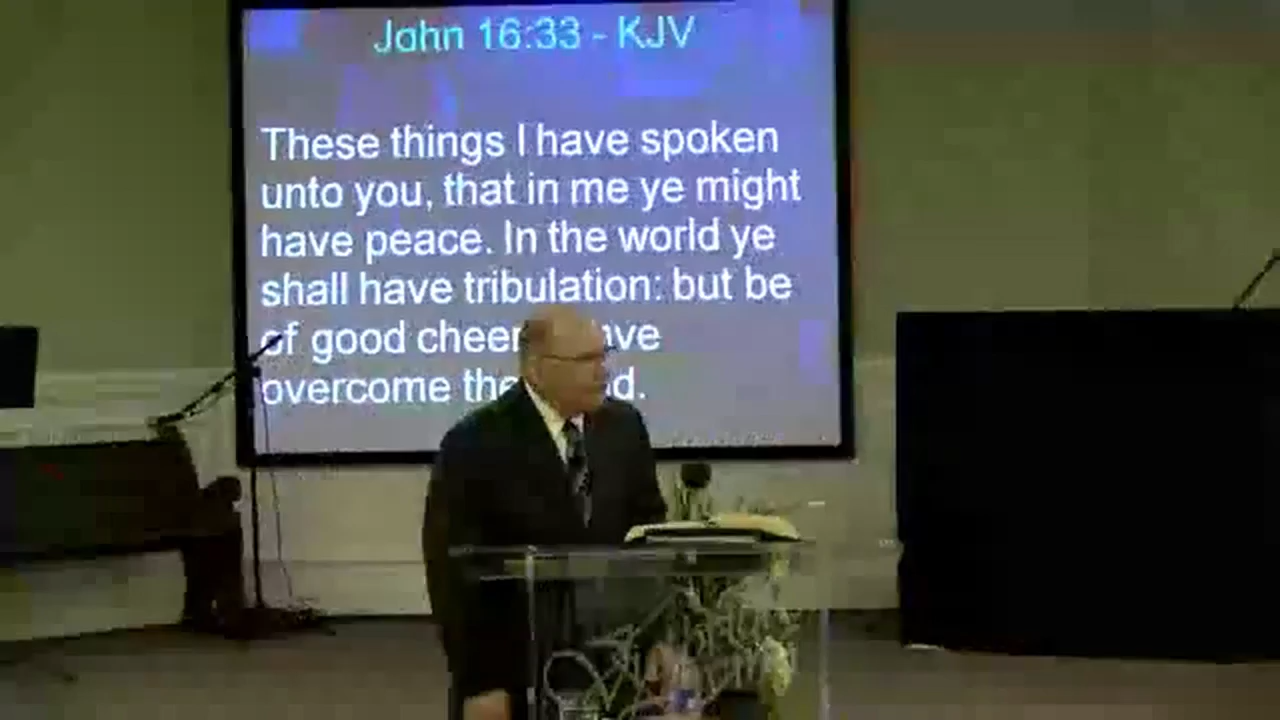 John 16:33 - KJV
These things I have spoken
unto you, that in me ye might
have peace. In the world ye
shall have tribulation: but be
of good cheer ve
overcome the d.